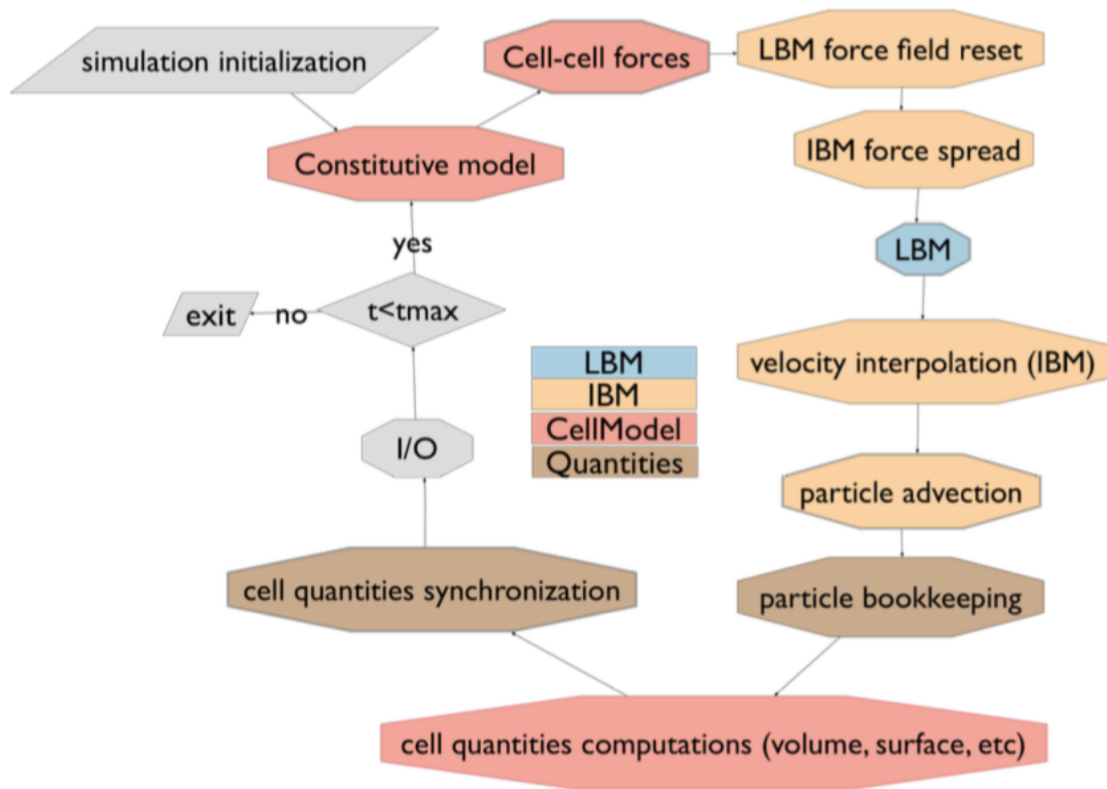 simulation initialization
Cell-cell forces
LBM force field reset
Constitutive model
IBM force spread
LBM
yes
exit
no
t<tmax
velocity interpolation (IBM)
LBM
IBM
CellModel
Quantities
I/O
particle advection
cell quantities synchronization
particle bookkeeping
cell quantities computations (volume, surface, etc)